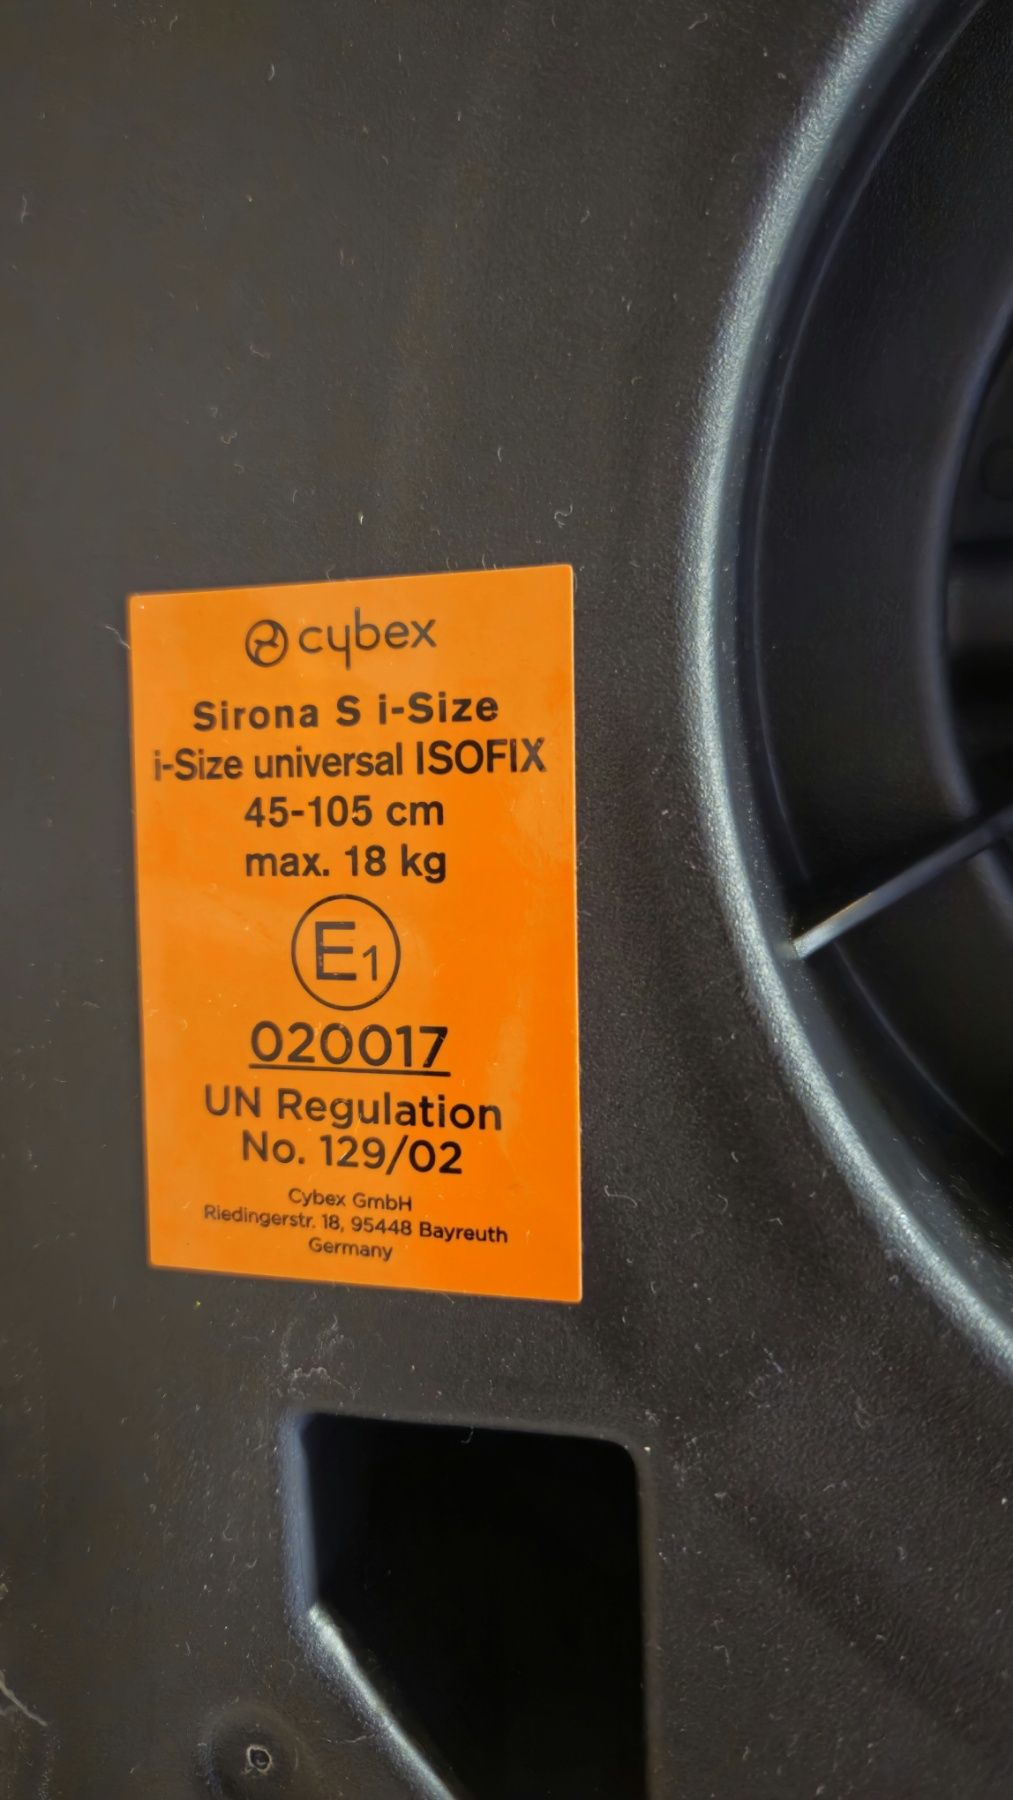 cybex
Sirona S i-Size
i-Size universal ISOFIX
45-105 cm
max. 18 kg
E1
020017
UN Regulation
No. 129/02
Cybex GmbH
Riedingerstr. 18, 95448 Bayreuth
Germany